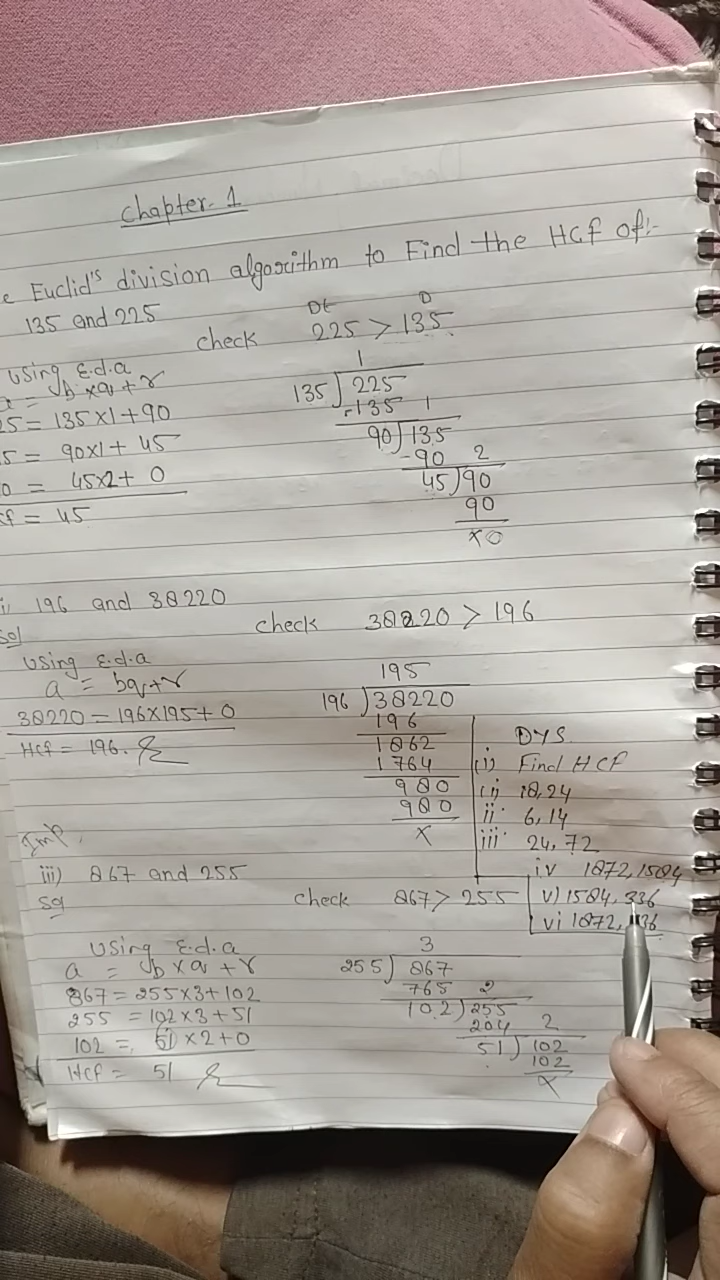 Chapter-1
e Euclid's division algorithm to Find the HCf of:-
135 and 225
check
Dt D
225 > 135
using E.d.a
a = b×q+r
25 = 135×1+90
5 = 90×1+ 45
0 = 45×2+ 0
cf = 45
1
135)225
-135 1
90)135
-90 2
45)90
90
×0
i, 196 and 38220
Sol
check 38220 > 196
using E.d.a
a = bq+r
38220 = 196×195+0
Hcf = 196.
195
196)38220
196
1862
1764
980
980
×
DYS
(i) Find HCF
(i) 18,24
ii 6,14
iii 24,72
iv 1872,1584
v) 1584,336
vi 1872,336
Imp.
iii) 867 and 255
Sol
check 867 > 255
using E.d.a
a = b×q+r
867 = 255×3+102
255 = 102×3+51
102 = 51×2+0
Hcf = 51
3
255)867
765 2
102)255
204 2
51)102
102
×